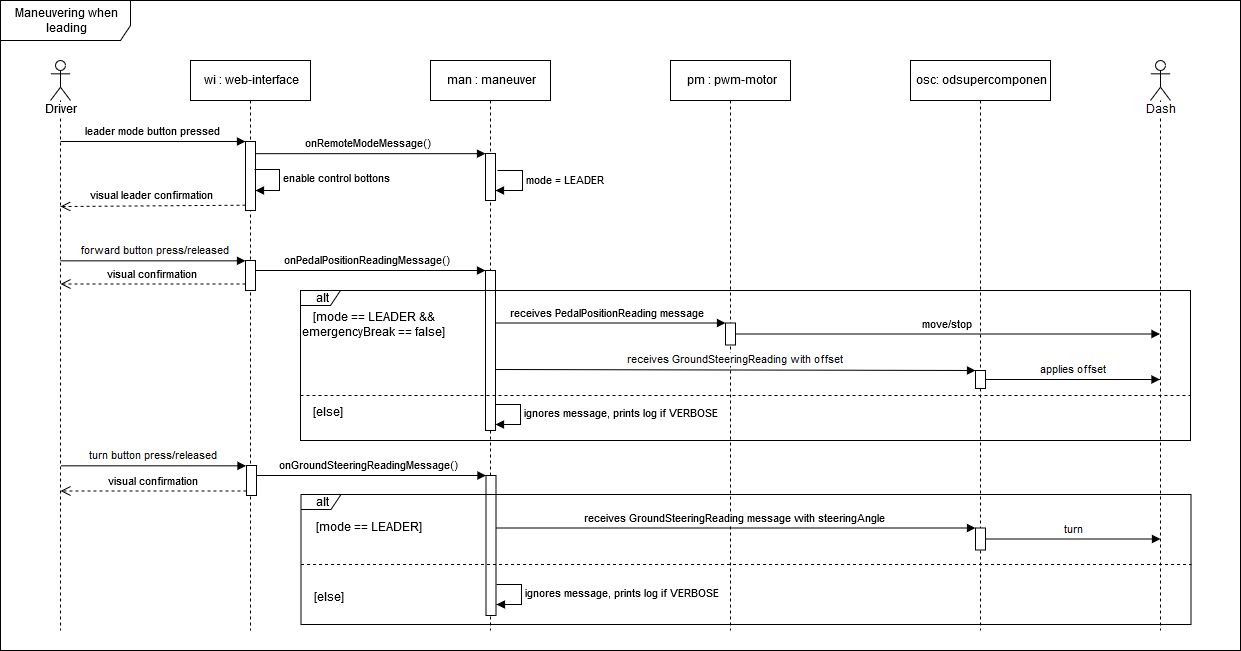 Maneuvering when
leading
wi : web-interface
man : maneuver
pm : pwm-motor
osc: odsupercomponen
Driver
Dash
leader mode button pressed
onRemoteModeMessage()
enable control bottons
mode = LEADER
visual leader confirmation
forward button press/released
onPedalPositionReadingMessage()
visual confirmation
alt
[mode == LEADER &&
emergencyBreak == false]
receives PedalPositionReading message
move/stop
receives GroundSteeringReading with offset
applies offset
[else]
ignores message, prints log if VERBOSE
turn button press/released
onGroundSteeringReadingMessage()
visual confirmation
alt
[mode == LEADER]
receives GroundSteeringReading message with steeringAngle
turn
[else]
ignores message, prints log if VERBOSE